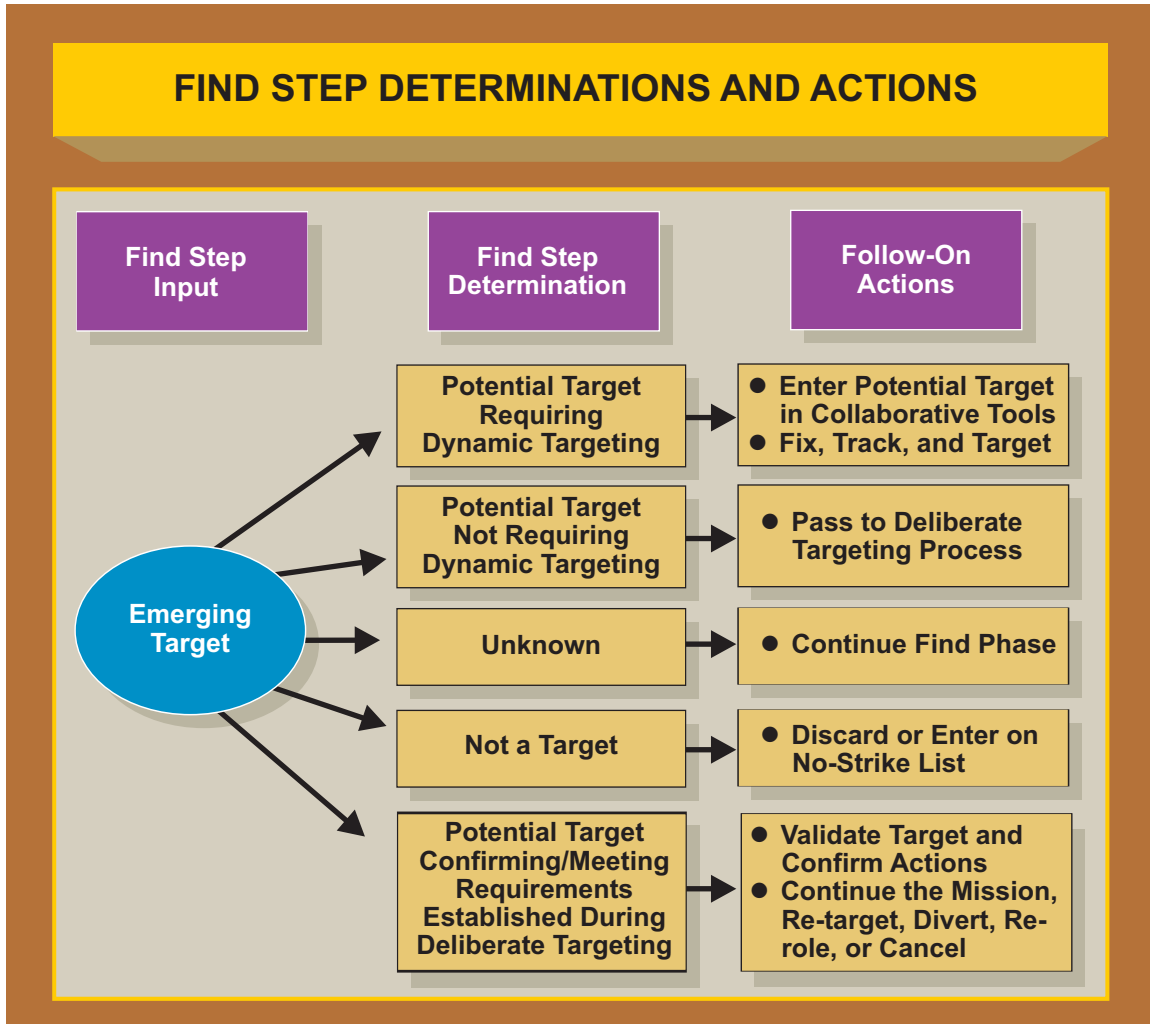 FIND STEP DETERMINATIONS AND ACTIONS
Find Step
Input
Find Step
Determination
Follow-On
Actions
Emerging
Target
Potential Target
Requiring
Dynamic Targeting
● Enter Potential Target
in Collaborative Tools
● Fix, Track, and Target
Potential Target
Not Requiring
Dynamic Targeting
● Pass to Deliberate
Targeting Process
Unknown
● Continue Find Phase
Not a Target
● Discard or Enter on
No-Strike List
Potential Target
Confirming/Meeting
Requirements
Established During
Deliberate Targeting
● Validate Target and
Confirm Actions
● Continue the Mission,
Re-target, Divert, Re-
role, or Cancel